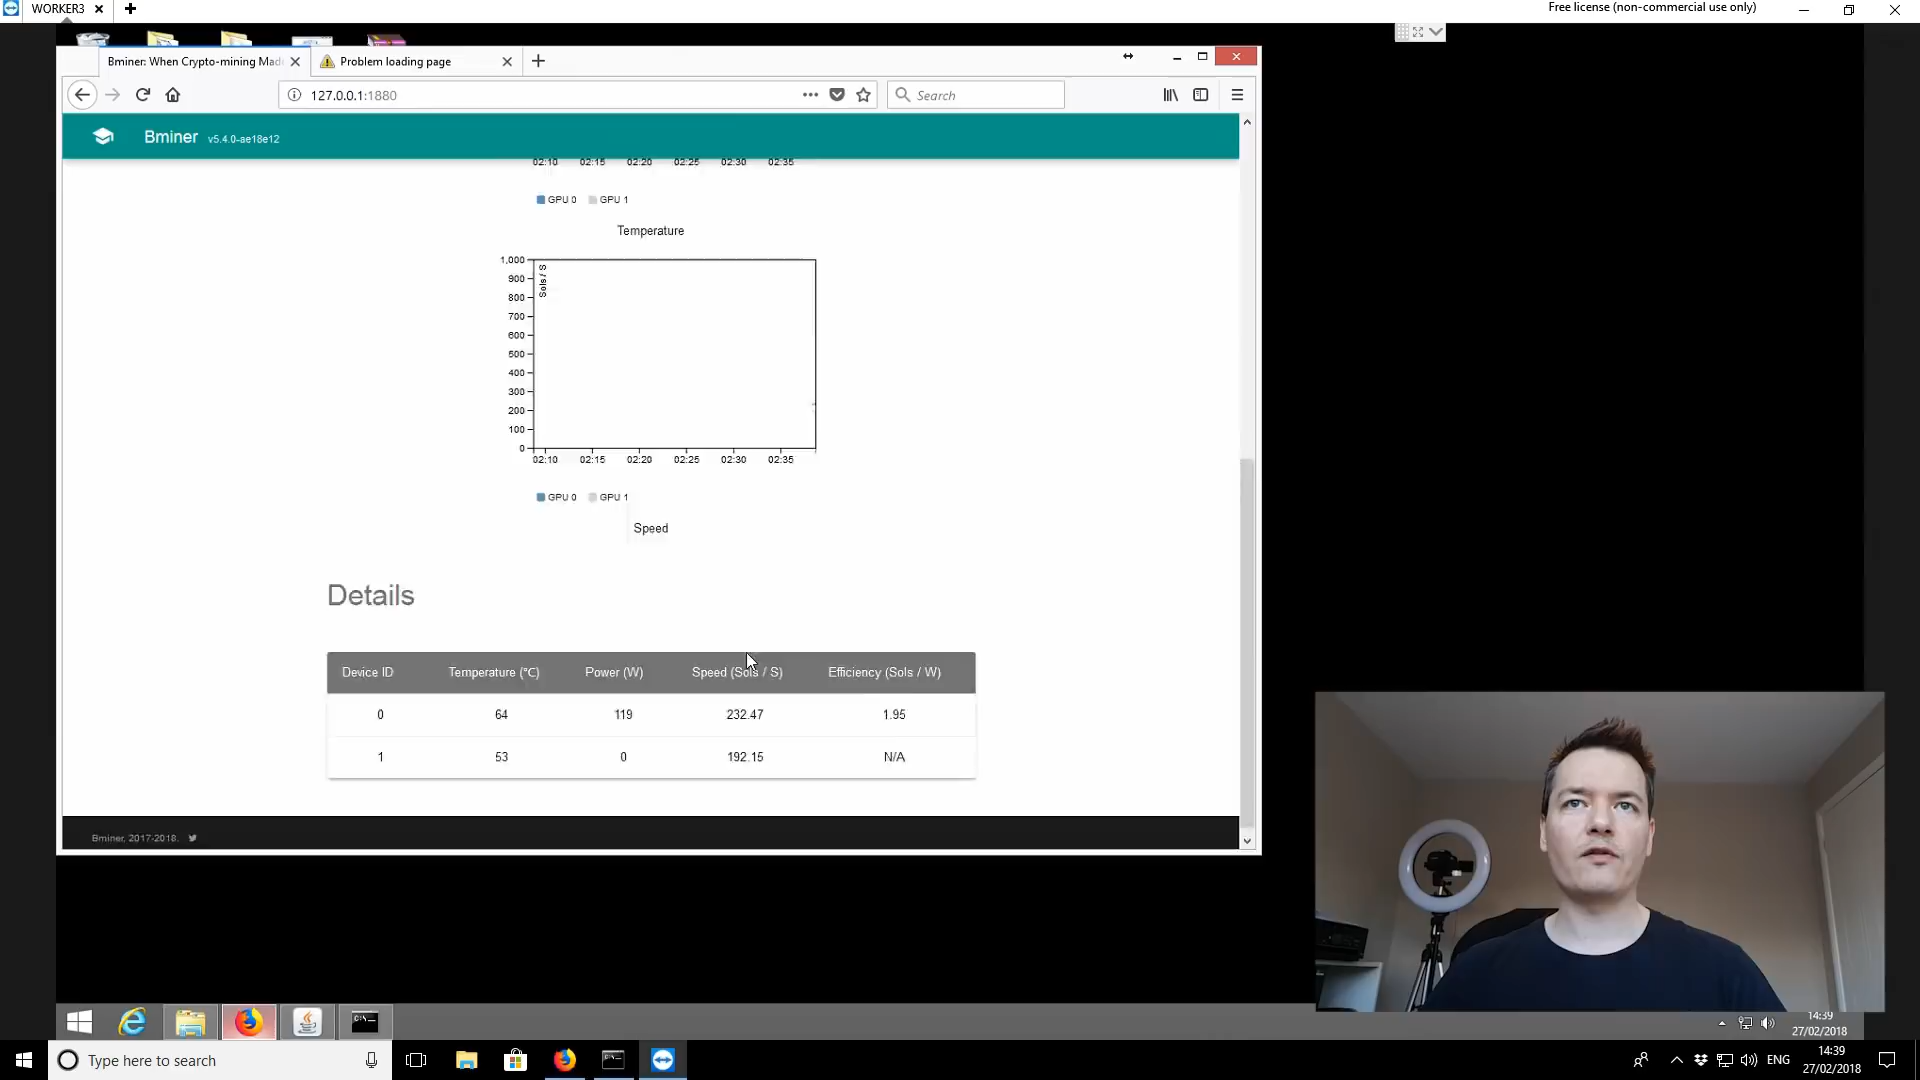 WORKER3
Free license (non-commercial use only)
Bminer: When Crypto-mining Mad
Problem loading page
127.0.0.1:1880
Search
Bminer v5.4.0-ae18e12
02:10 02:15 02:20 02:25 02:30 02:35
GPU 0 GPU 1
Temperature
1,000
900
800
700
600
500
400
300
200
100
0
Sols / S
02:10 02:15 02:20 02:25 02:30 02:35
GPU 0 GPU 1
Speed
Details
Device ID Temperature (℃) Power (W) Speed (Sols / S) Efficiency (Sols / W)
0 64 119 232.47 1.95
1 53 0 192.15 N/A
Bminer, 2017-2018.
14:39
27/02/2018
Type here to search
ENG
14:39
27/02/2018